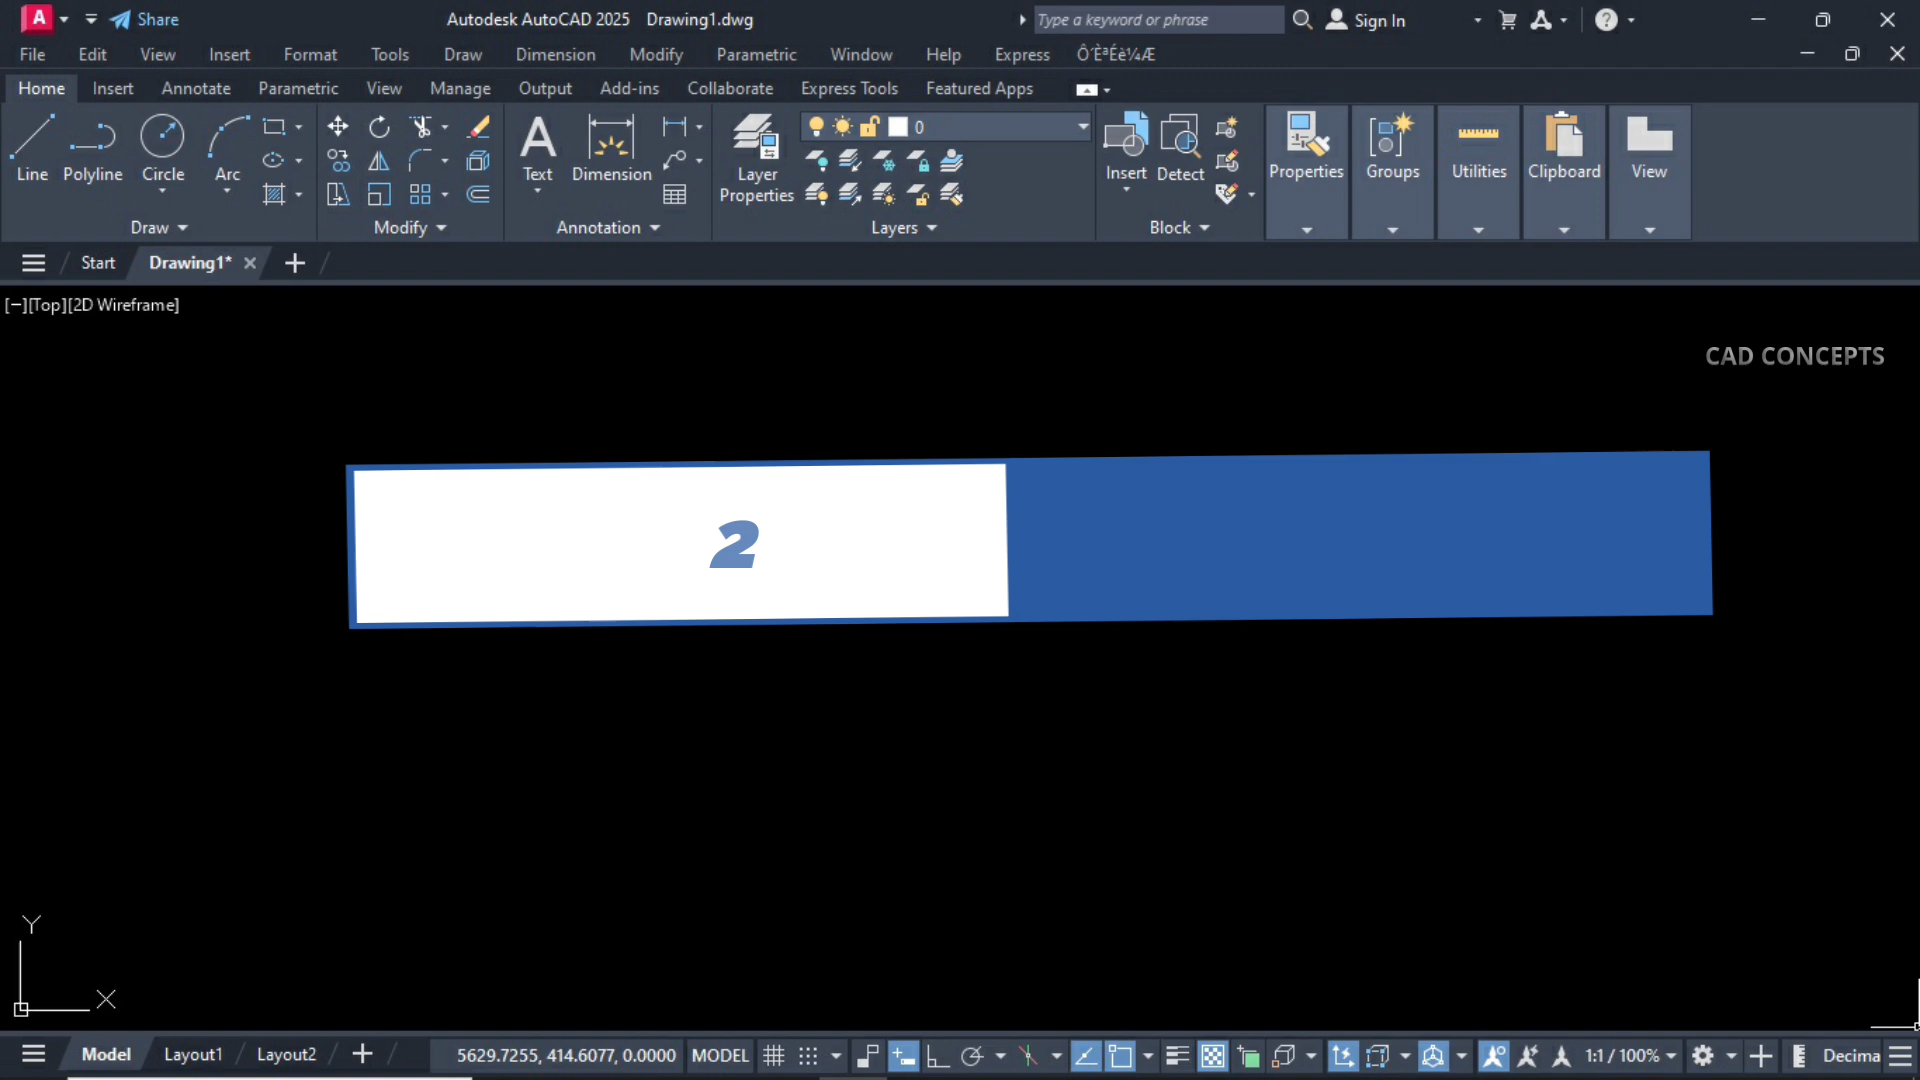 Share
Autodesk AutoCAD 2025 Drawing1.dwg
Type a keyword or phrase
Sign In
File Edit View Insert Format Tools Draw Dimension Modify Parametric Window Help Express Ô´ÈªÉè¼Æ
Home Insert Annotate Parametric View Manage Output Add-ins Collaborate Express Tools Featured Apps
0
Line Polyline Circle Arc Text Dimension Layer Properties Insert Detect Properties Groups Utilities Clipboard View
Draw Modify Annotation Layers Block
Start Drawing1* +
[−][Top][2D Wireframe]
CAD CONCEPTS
2
Y
X
Model Layout1 Layout2 + 5629.7255, 414.6077, 0.0000 MODEL 1:1 / 100% Decima